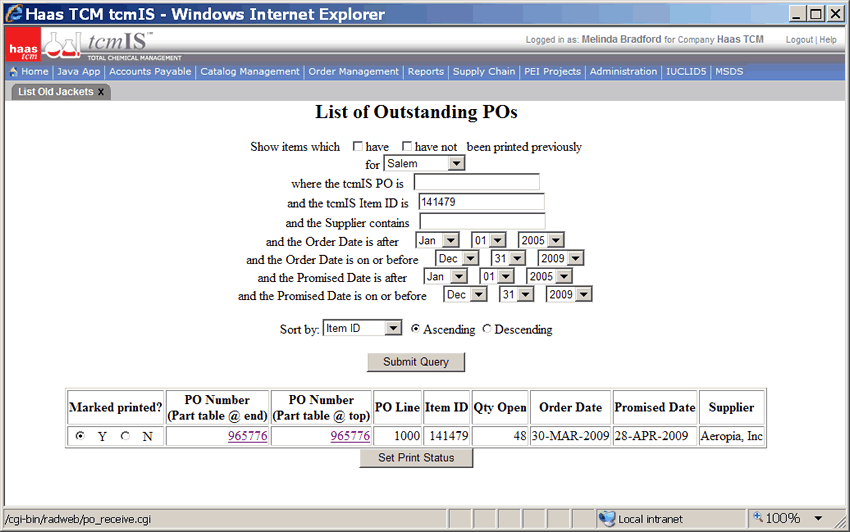 Haas TCM tcmIS - Windows Internet Explorer
haas tcm
tcmIS™
TOTAL CHEMICAL MANAGEMENT
Logged in as: Melinda Bradford for Company Haas TCM
Logout | Help
Home | Java App | Accounts Payable | Catalog Management | Order Management | Reports | Supply Chain | PEI Projects | Administration | IUCLID5 | MSDS
List Old Jackets X
List of Outstanding POs
Show items which have have not been printed previously
for Salem
where the tcmIS PO is
and the tcmIS Item ID is 141479
and the Supplier contains
and the Order Date is after Jan 01 2005
and the Order Date is on or before Dec 31 2009
and the Promised Date is after Jan 01 2005
and the Promised Date is on or before Dec 31 2009
Sort by: Item ID Ascending Descending
Submit Query
Marked printed? PO Number (Part table @ end) PO Number (Part table @ top) PO Line Item ID Qty Open Order Date Promised Date Supplier
Y N 965776 965776 1000 141479 48 30-MAR-2009 28-APR-2009 Aeropia, Inc
Set Print Status
/cgi-bin/radweb/po_receive.cgi
Local intranet
100%